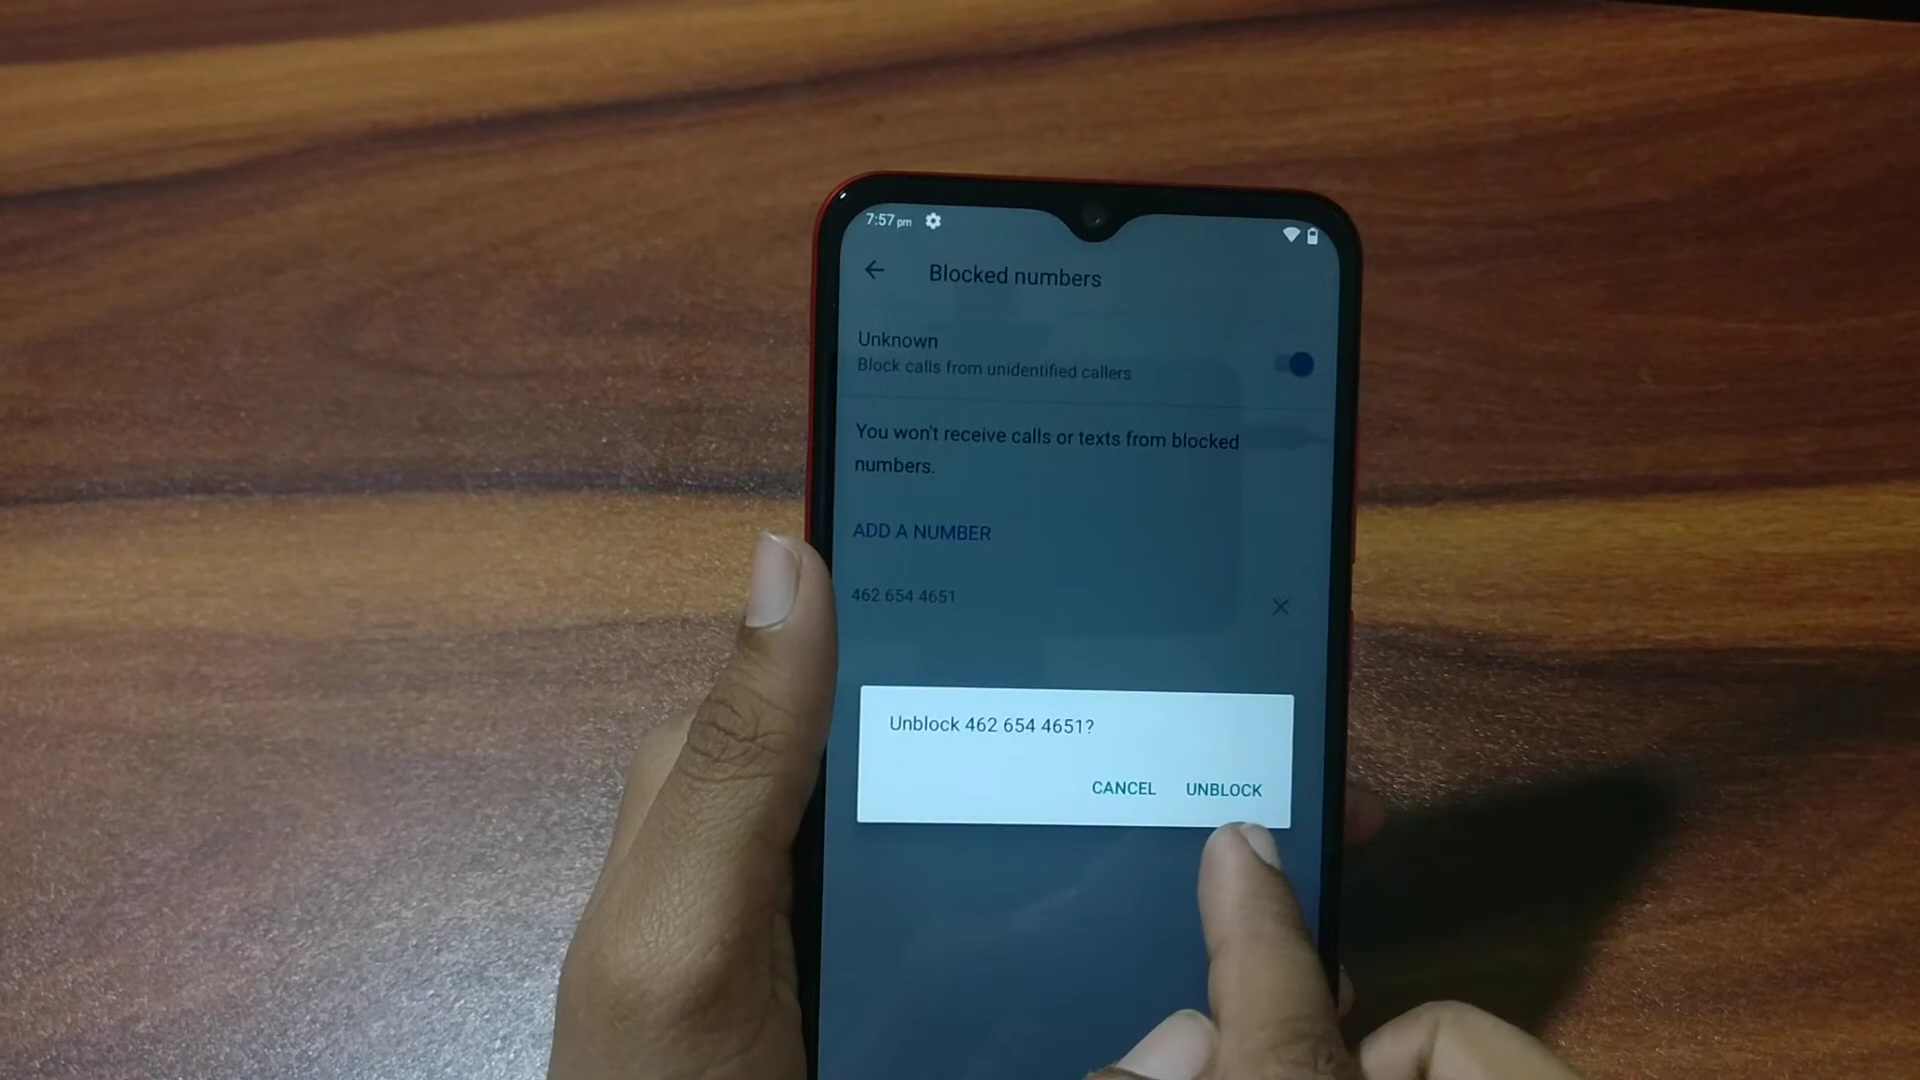 7:57 pm
Blocked numbers
Unknown
Block calls from unidentified callers
You won't receive calls or texts from blocked
numbers.
ADD A NUMBER
462 654 4651
Unblock 462 654 4651?
CANCEL UNBLOCK